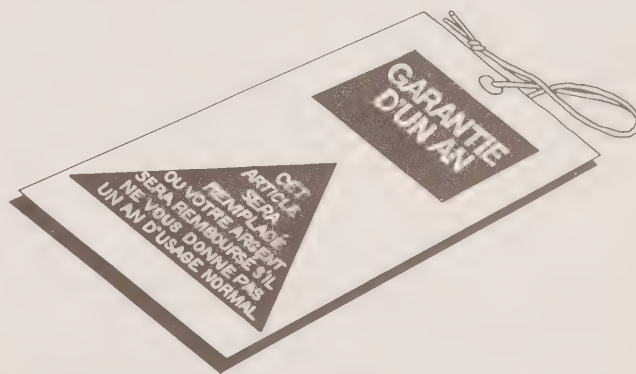 GARANTIE
D'UN AN
CET
ARTICLE
SERA
REMPLACÉ
OU VOTRE ARGENT
SERA REMBOURSÉ S'IL
NE VOUS DONNE PAS
UN AN D'USAGE NORMAL